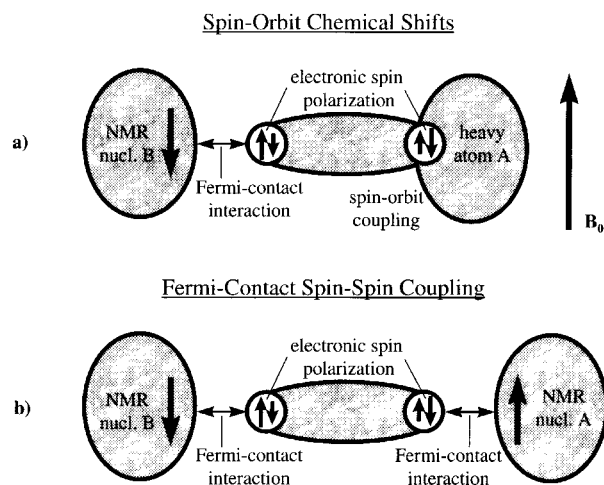 Spin-Orbit Chemical Shifts
electronic spin
polarization
a)
NMR
nucl. B
heavy
atom A
Fermi-contact
interaction
spin-orbit
coupling
B₀
Fermi-Contact Spin-Spin Coupling
electronic spin
polarization
b)
NMR
nucl. B
NMR
nucl. A
Fermi-contact
interaction
Fermi-contact
interaction